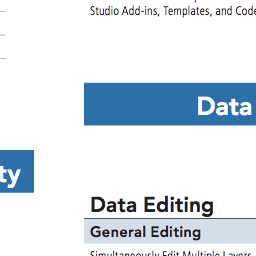 Studio Add-ins, Templates, and Code
Data
ty
Data Editing
General Editing
Simultaneously Edit Multiple Layers